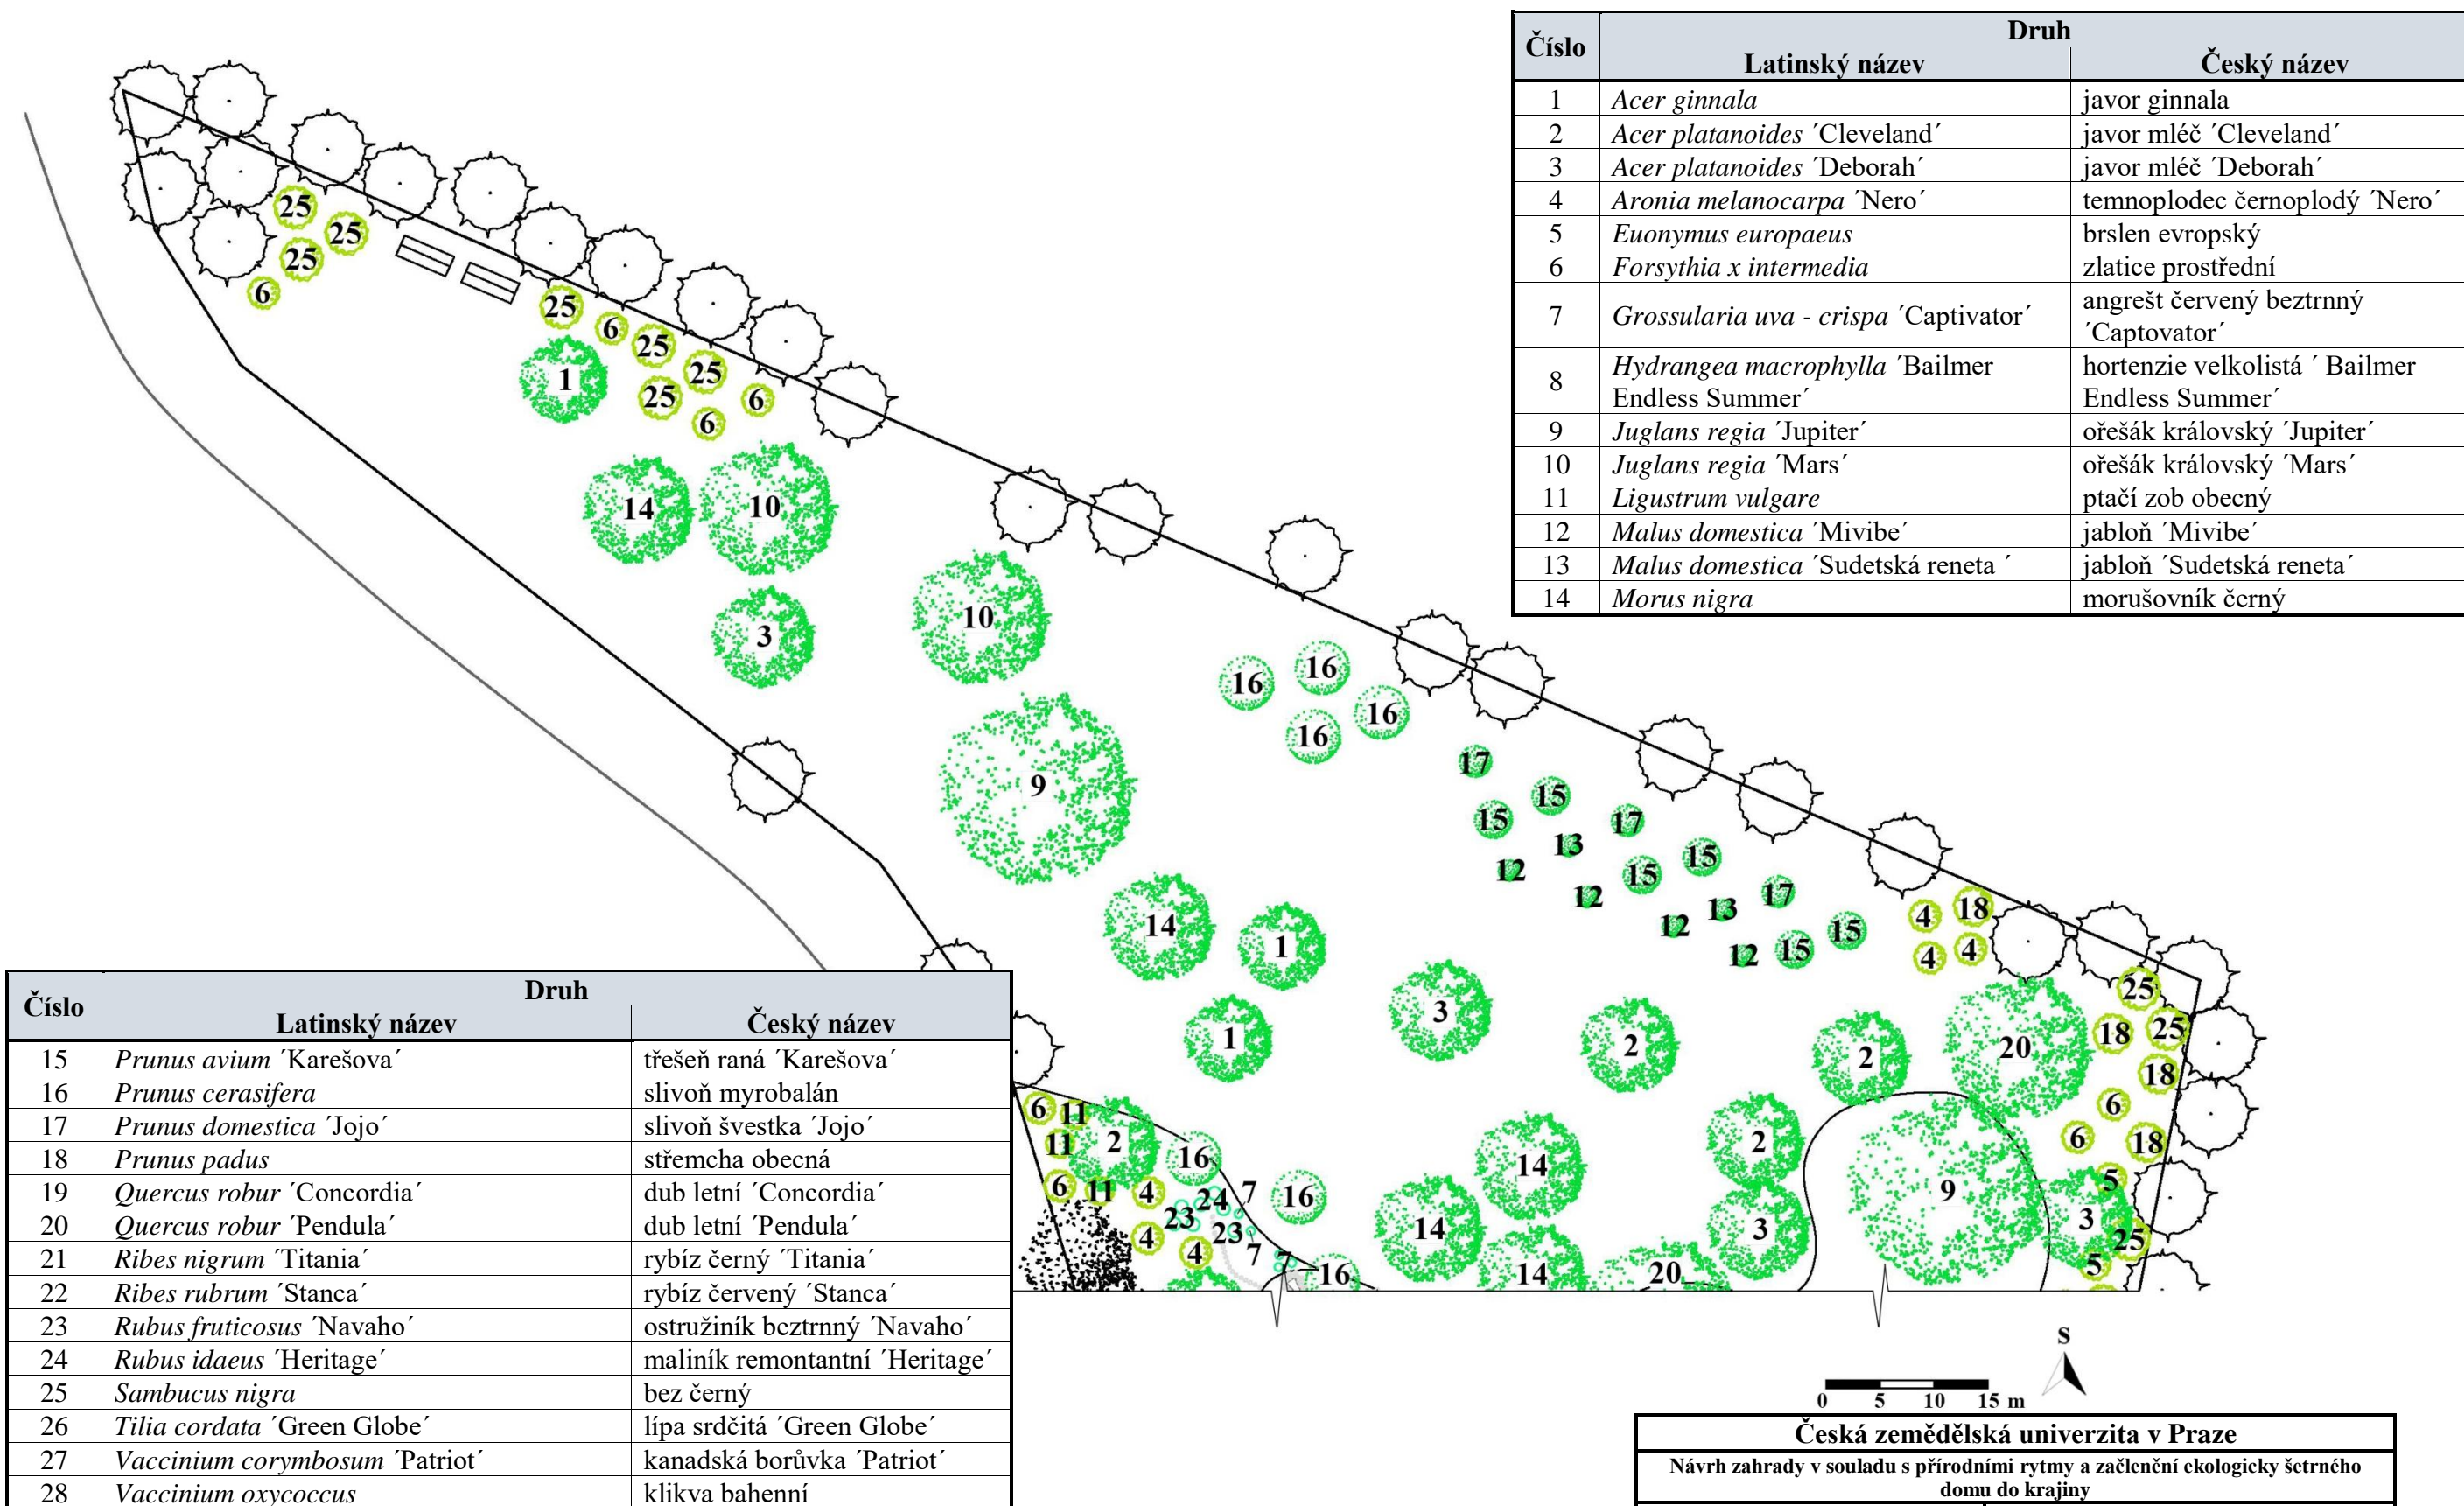 Číslo Druh
Latinský název Český název
1 Acer ginnala javor ginnala
2 Acer platanoides ´Cleveland´ javor mléč ´Cleveland´
3 Acer platanoides ´Deborah´ javor mléč ´Deborah´
4 Aronia melanocarpa ´Nero´ temnoplodec černoplodý ´Nero´
5 Euonymus europaeus brslen evropský
6 Forsythia x intermedia zlatice prostřední
7 Grossularia uva - crispa ´Captivator´ angrešt červený beztrnný
´Captovator´
8 Hydrangea macrophylla ´Bailmer hortenzie velkolistá ´ Bailmer
Endless Summer´ Endless Summer´
9 Juglans regia ´Jupiter´ ořešák královský ´Jupiter´
10 Juglans regia ´Mars´ ořešák královský ´Mars´
11 Ligustrum vulgare ptačí zob obecný
12 Malus domestica ´Mivibe´ jabloň ´Mivibe´
13 Malus domestica ´Sudetská reneta ´ jabloň ´Sudetská reneta´
14 Morus nigra morušovník černý
25
25
25
6
25
6
25
25
25
6
6
1
14
10
3
10
9
16
16
16
16
17
15
15
17
13
12
15
15
12
13
17
12
12
15
15
4
18
4
4
14
1
1
3
2
2
20
25
18
25
18
6
6
18
5
3
25
5
9
2
3
14
14
14
20
6
11
11
2
6
11
4
4
4
16
24
7
23
23
7
7
16
16
Číslo Druh
Latinský název Český název
15 Prunus avium ´Karešova´ třešeň raná ´Karešova´
16 Prunus cerasifera slivoň myrobalán
17 Prunus domestica ´Jojo´ slivoň švestka ´Jojo´
18 Prunus padus střemcha obecná
19 Quercus robur ´Concordia´ dub letní ´Concordia´
20 Quercus robur ´Pendula´ dub letní ´Pendula´
21 Ribes nigrum ´Titania´ rybíz černý ´Titania´
22 Ribes rubrum ´Stanca´ rybíz červený ´Stanca´
23 Rubus fruticosus ´Navaho´ ostružiník beztrnný ´Navaho´
24 Rubus idaeus ´Heritage´ maliník remontantní ´Heritage´
25 Sambucus nigra bez černý
26 Tilia cordata ´Green Globe´ lípa srdčitá ´Green Globe´
27 Vaccinium corymbosum ´Patriot´ kanadská borůvka ´Patriot´
28 Vaccinium oxycoccus klikva bahenní
S
0 5 10 15 m
Česká zemědělská univerzita v Praze
Návrh zahrady v souladu s přírodními rytmy a začlenění ekologicky šetrného
domu do krajiny